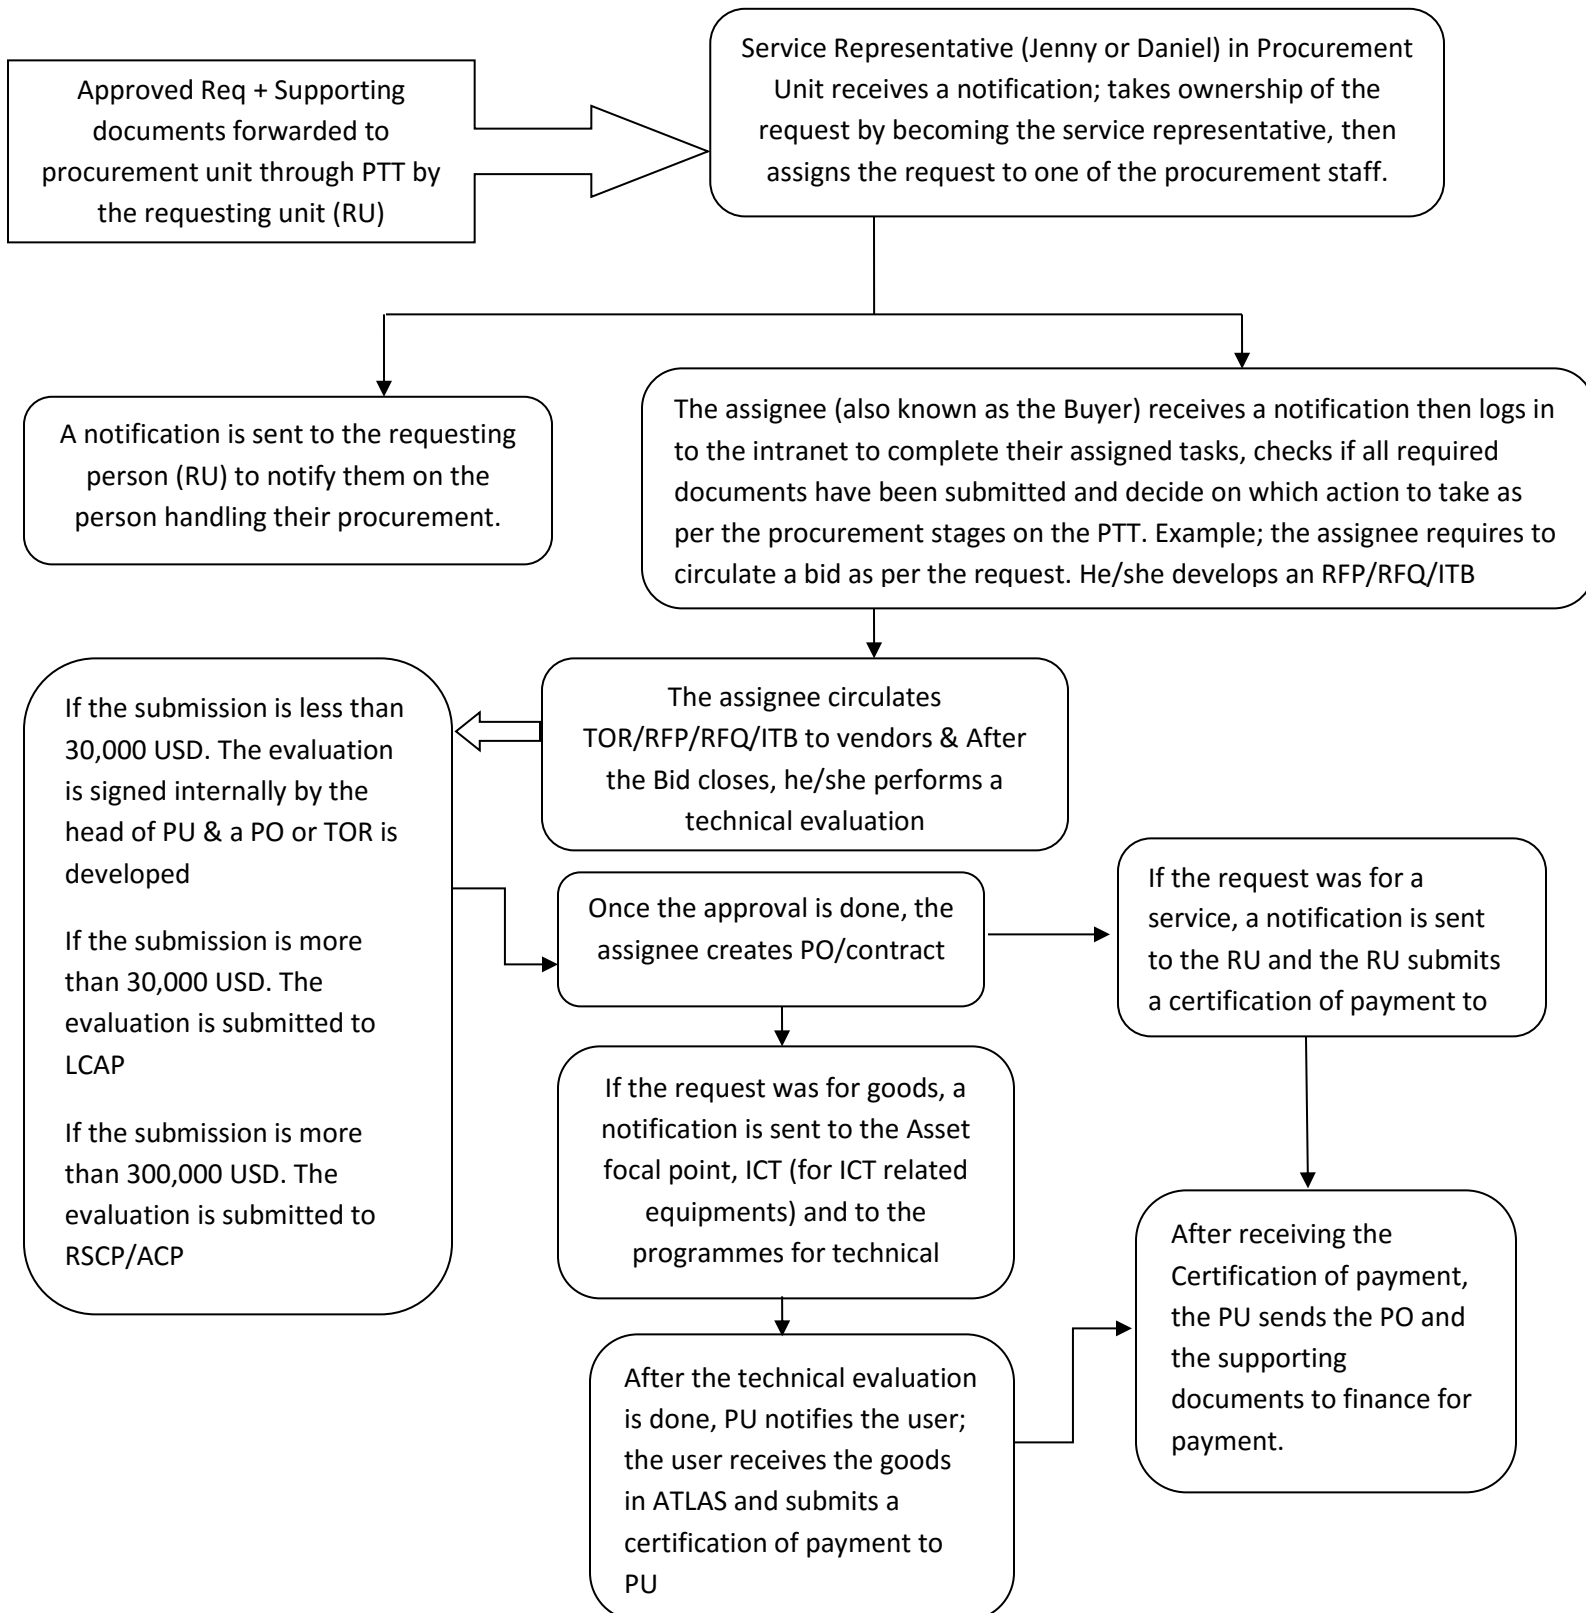 Approved Req + Supporting
documents forwarded to
procurement unit through PTT by
the requesting unit (RU)
Service Representative (Jenny or Daniel) in Procurement
Unit receives a notification; takes ownership of the
request by becoming the service representative, then
assigns the request to one of the procurement staff.
A notification is sent to the requesting
person (RU) to notify them on the
person handling their procurement.
The assignee (also known as the Buyer) receives a notification then logs in
to the intranet to complete their assigned tasks, checks if all required
documents have been submitted and decide on which action to take as
per the procurement stages on the PTT. Example; the assignee requires to
circulate a bid as per the request. He/she develops an RFP/RFQ/ITB
The assignee circulates
TOR/RFP/RFQ/ITB to vendors & After
the Bid closes, he/she performs a
technical evaluation
If the submission is less than
30,000 USD. The evaluation
is signed internally by the
head of PU & a PO or TOR is
developed
If the submission is more
than 30,000 USD. The
evaluation is submitted to
LCAP
If the submission is more
than 300,000 USD. The
evaluation is submitted to
RSCP/ACP
Once the approval is done, the
assignee creates PO/contract
If the request was for a
service, a notification is sent
to the RU and the RU submits
a certification of payment to
If the request was for goods, a
notification is sent to the Asset
focal point, ICT (for ICT related
equipments) and to the
programmes for technical
After the technical evaluation
is done, PU notifies the user;
the user receives the goods
in ATLAS and submits a
certification of payment to
PU
After receiving the
Certification of payment,
the PU sends the PO and
the supporting
documents to finance for
payment.